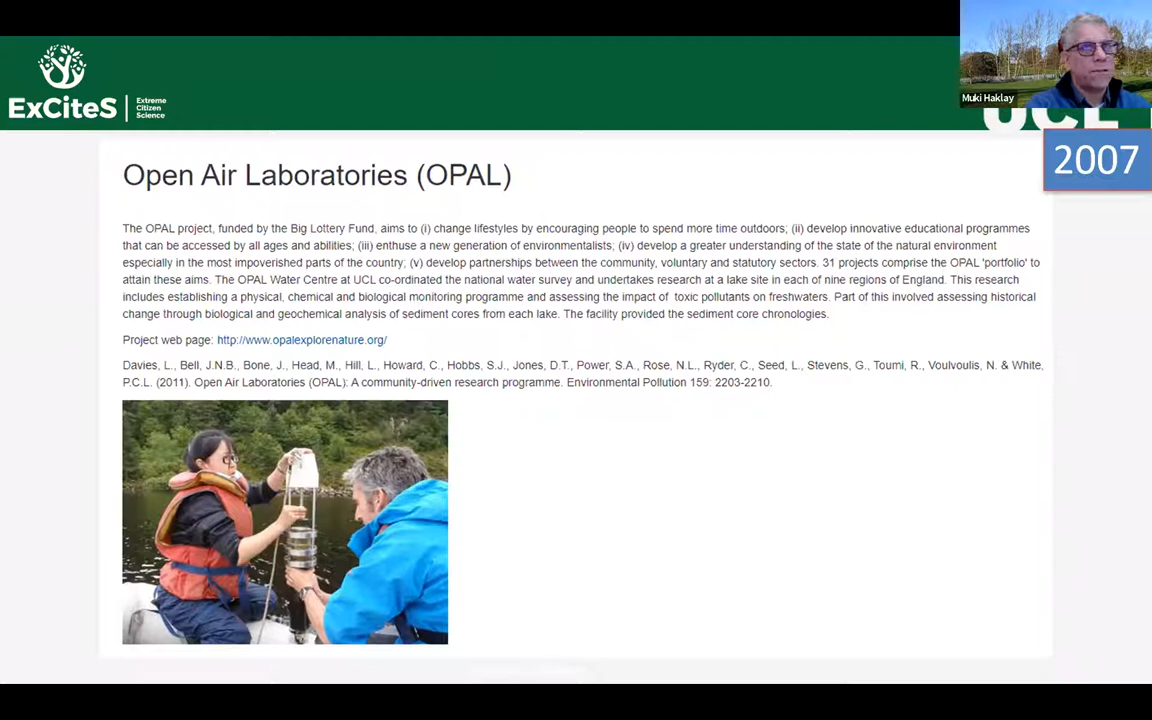 ExCiteS
Extreme
Citizen
Science
Muki Haklay
UCL
2007
Open Air Laboratories (OPAL)
The OPAL project, funded by the Big Lottery Fund, aims to (i) change lifestyles by encouraging people to spend more time outdoors; (ii) develop innovative educational programmes
that can be accessed by all ages and abilities; (iii) enthuse a new generation of environmentalists; (iv) develop a greater understanding of the state of the natural environment
especially in the most impoverished parts of the country; (v) develop partnerships between the community, voluntary and statutory sectors. 31 projects comprise the OPAL 'portfolio' to
attain these aims. The OPAL Water Centre at UCL co-ordinated the national water survey and undertakes research at a lake site in each of nine regions of England. This research
includes establishing a physical, chemical and biological monitoring programme and assessing the impact of toxic pollutants on freshwaters. Part of this involved assessing historical
change through biological and geochemical analysis of sediment cores from each lake. The facility provided the sediment core chronologies.
Project web page: http://www.opalexplorenature.org/
Davies, L., Bell, J.N.B., Bone, J., Head, M., Hill, L., Howard, C., Hobbs, S.J., Jones, D.T., Power, S.A., Rose, N.L., Ryder, C., Seed, L., Stevens, G., Toumi, R., Voulvoulis, N. & White,
P.C.L. (2011). Open Air Laboratories (OPAL): A community-driven research programme. Environmental Pollution 159: 2203-2210.